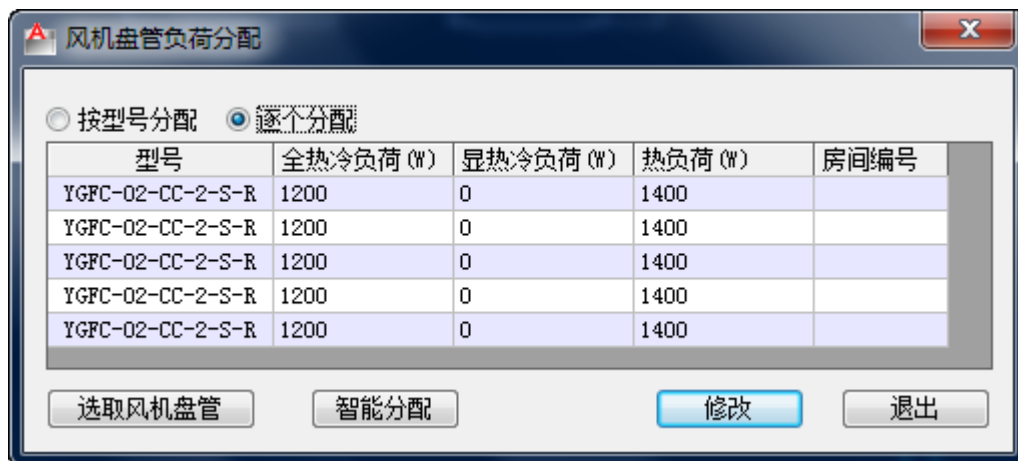 风机盘管负荷分配
按型号分配 逐个分配
型号 全热冷负荷(W) 显热冷负荷(W) 热负荷(W) 房间编号
YGFC-02-CC-2-S-R 1200 0 1400
YGFC-02-CC-2-S-R 1200 0 1400
YGFC-02-CC-2-S-R 1200 0 1400
YGFC-02-CC-2-S-R 1200 0 1400
YGFC-02-CC-2-S-R 1200 0 1400
选取风机盘管 智能分配 修改 退出